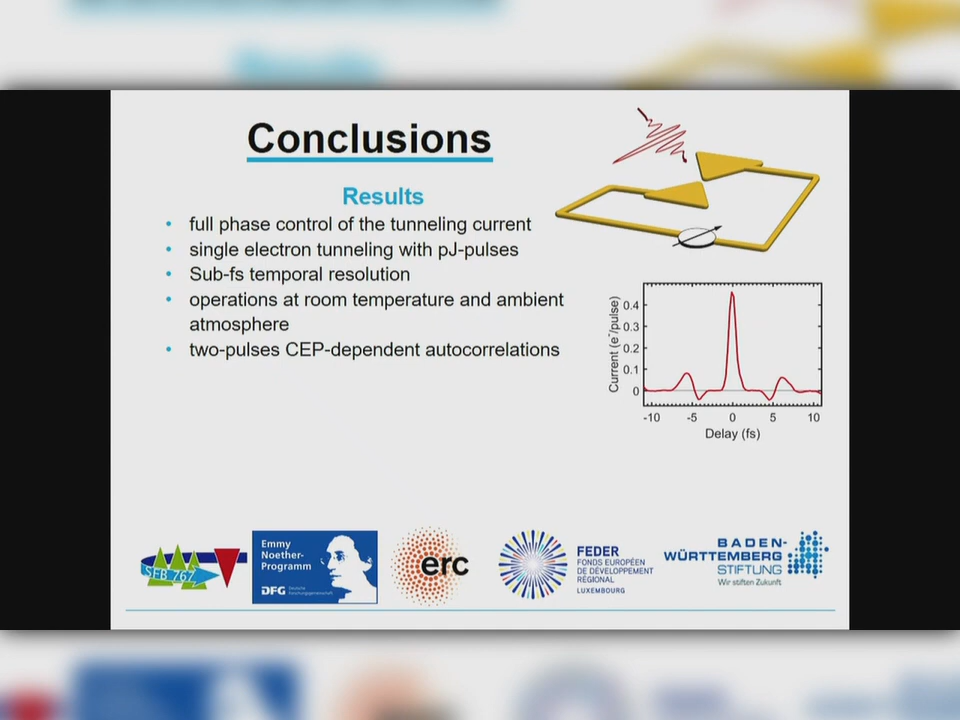 Conclusions
Results
• full phase control of the tunneling current
• single electron tunneling with pJ-pulses
• Sub-fs temporal resolution
• operations at room temperature and ambient
atmosphere
• two-pulses CEP-dependent autocorrelations
Current (e⁻/pulse)
0.4
0.3
0.2
0.1
0
-10 -5 0 5 10
Delay (fs)
SFB 767
Emmy
Noether-
Programm
DFG
Deutsche
Forschungsgemeinschaft
erc
FEDER
FONDS EUROPÉEN
DE DÉVELOPPEMENT
RÉGIONAL
LUXEMBOURG
BADEN-
WÜRTTEMBERG
STIFTUNG
Wir stiften Zukunft